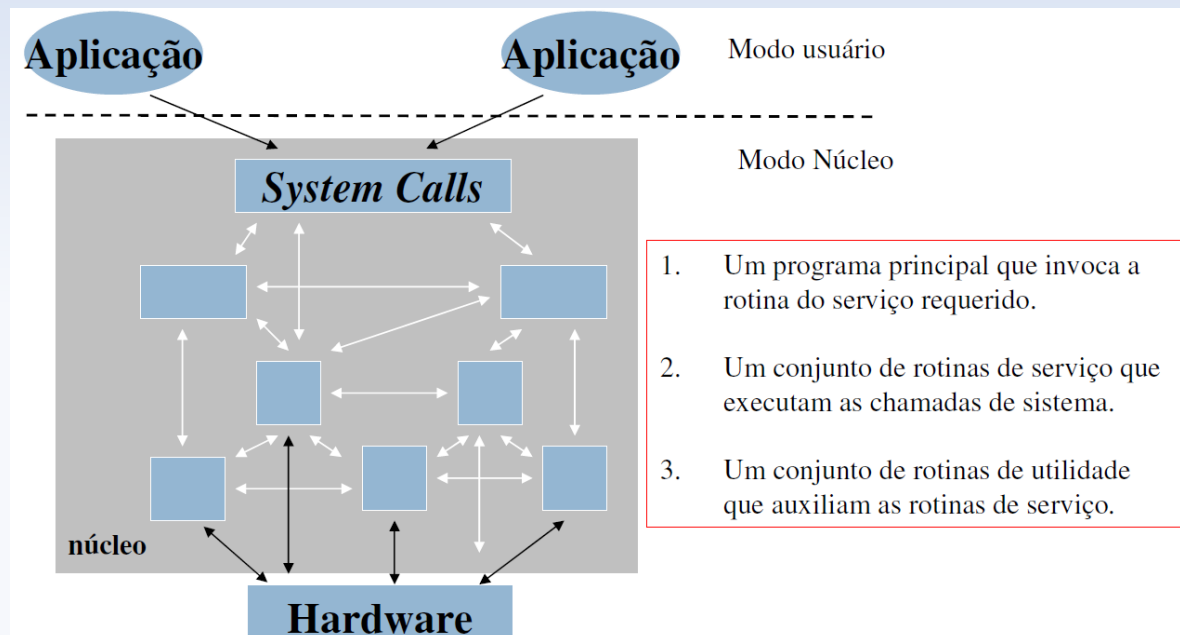 Aplicação
Aplicação
Modo usuário
Modo Núcleo
System Calls
1. Um programa principal que invoca a
rotina do serviço requerido.
2. Um conjunto de rotinas de serviço que
executam as chamadas de sistema.
3. Um conjunto de rotinas de utilidade
que auxiliam as rotinas de serviço.
núcleo
Hardware